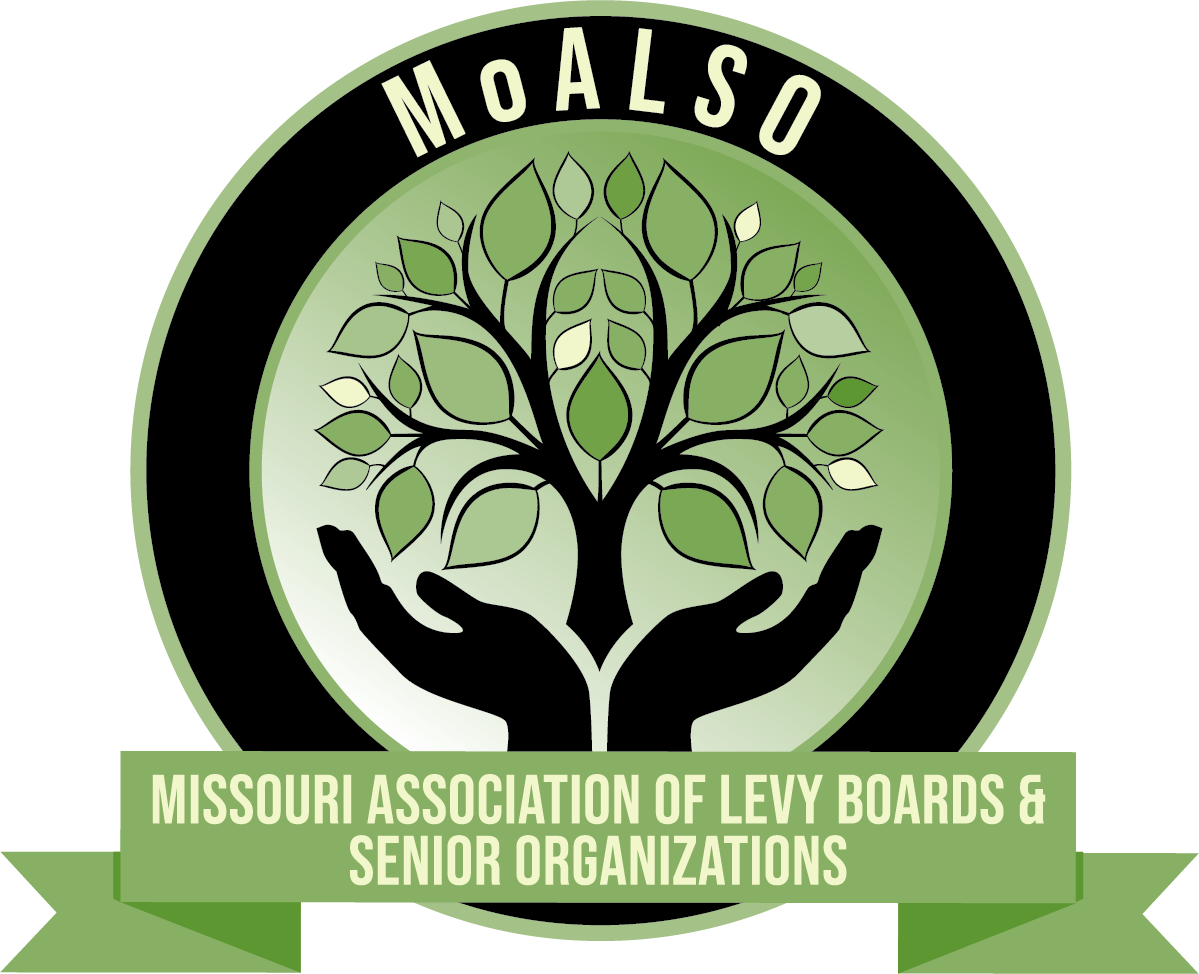 MoALSO
MISSOURI ASSOCIATION OF LEVY BOARDS &
SENIOR ORGANIZATIONS